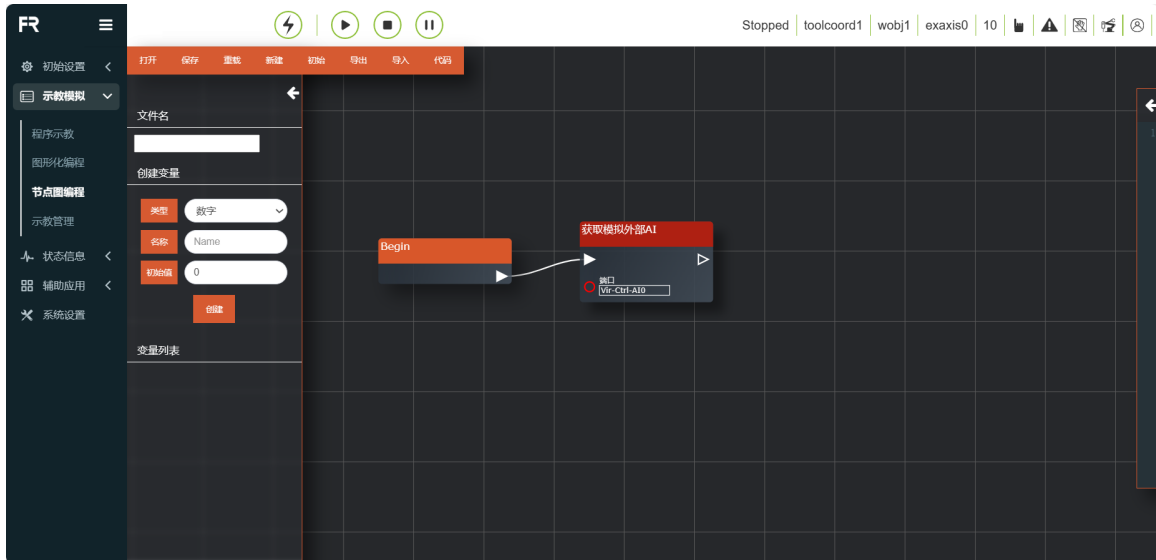 FR
Stopped toolcoord1 wobj1 exaxis0 10
初始设置
示教模拟
程序示教
图形化编程
节点图编程
示教管理
状态信息
辅助应用
系统设置
打开 保存 重载 新建 初始 导出 导入 代码
文件名
创建变量
类型 数字
名称 Name
初始值 0
创建
变量列表
Begin
获取模拟外部AI
端口
Vir-Ctrl-AI0